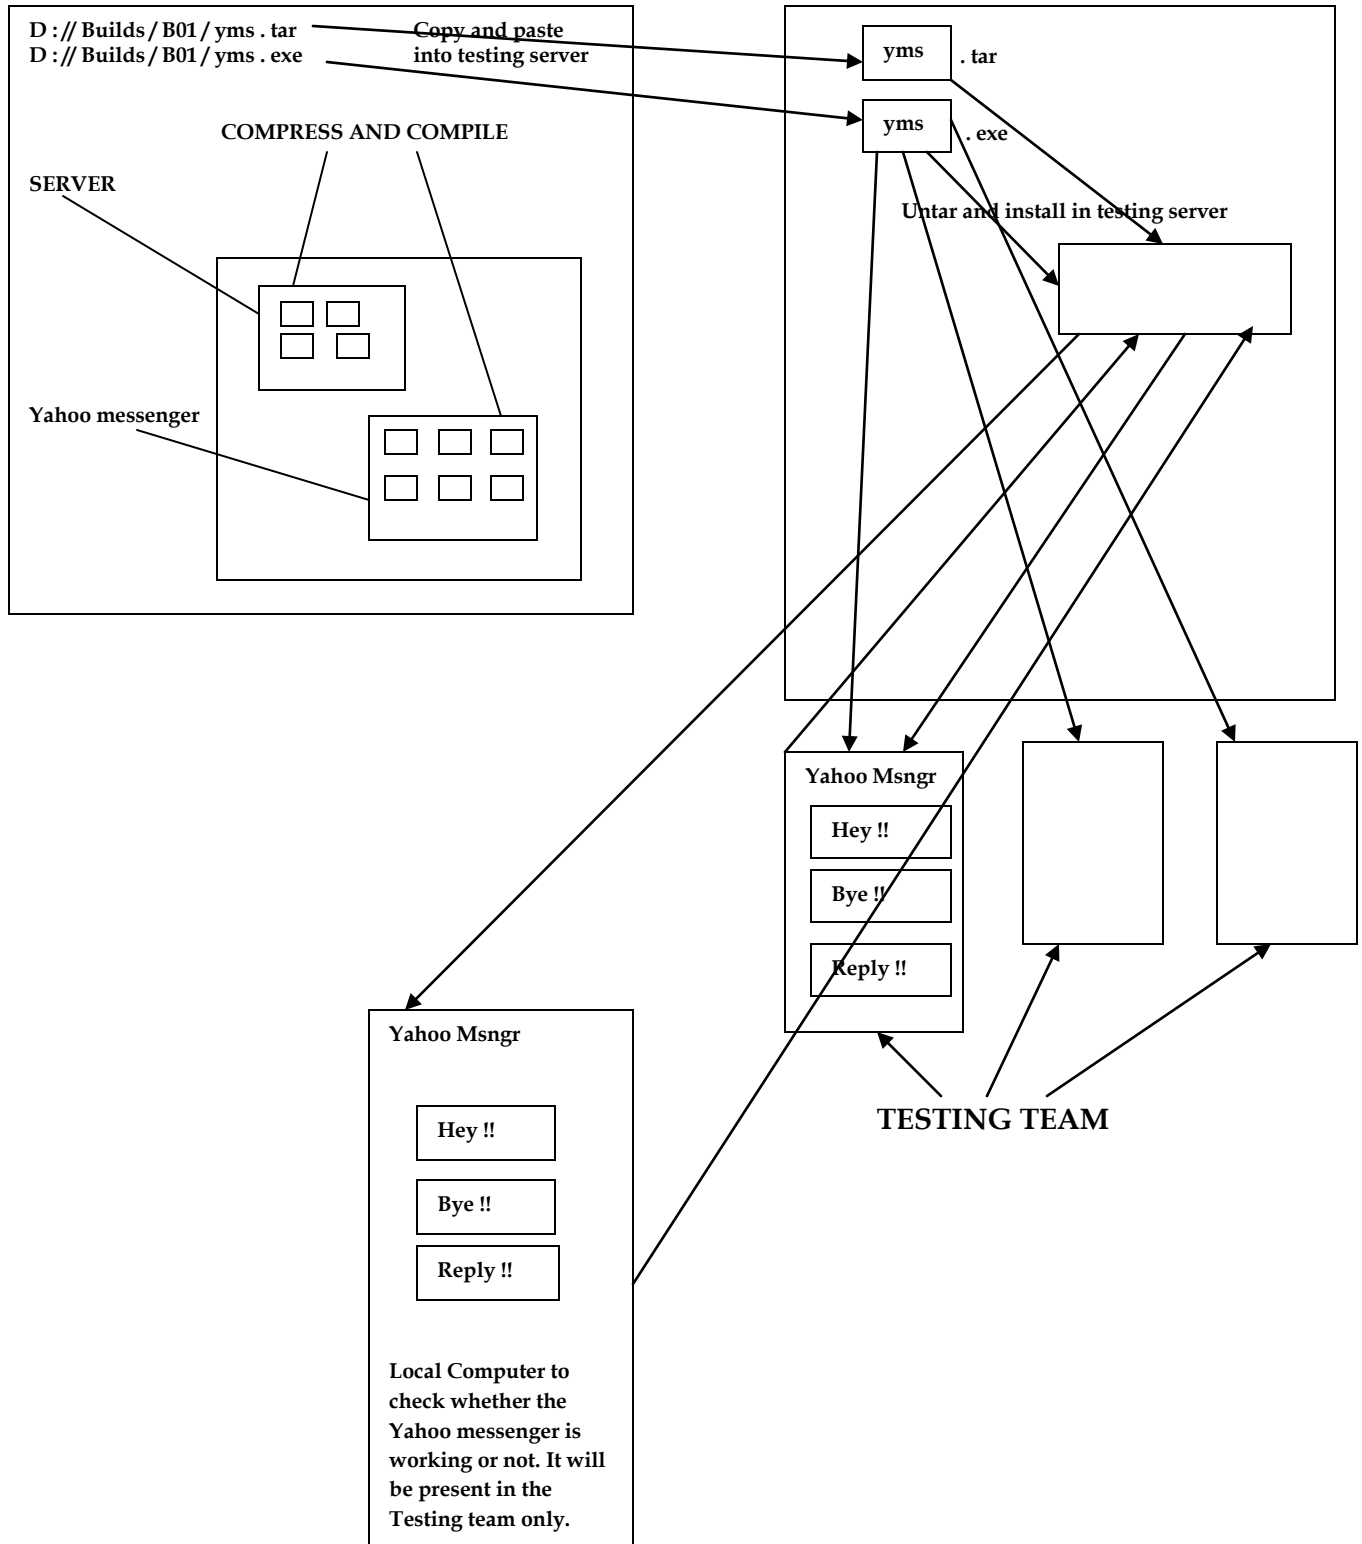 D : // Builds / B01 / yms . tar
D : // Builds / B01 / yms . exe
Copy and paste
into testing server
COMPRESS AND COMPILE
SERVER
Yahoo messenger
yms
. tar
yms
. exe
Untar and install in testing server
Yahoo Msngr
Hey !!
Bye !!
Reply !!
TESTING TEAM
Yahoo Msngr
Hey !!
Bye !!
Reply !!
Local Computer to
check whether the
Yahoo messenger is
working or not. It will
be present in the
Testing team only.